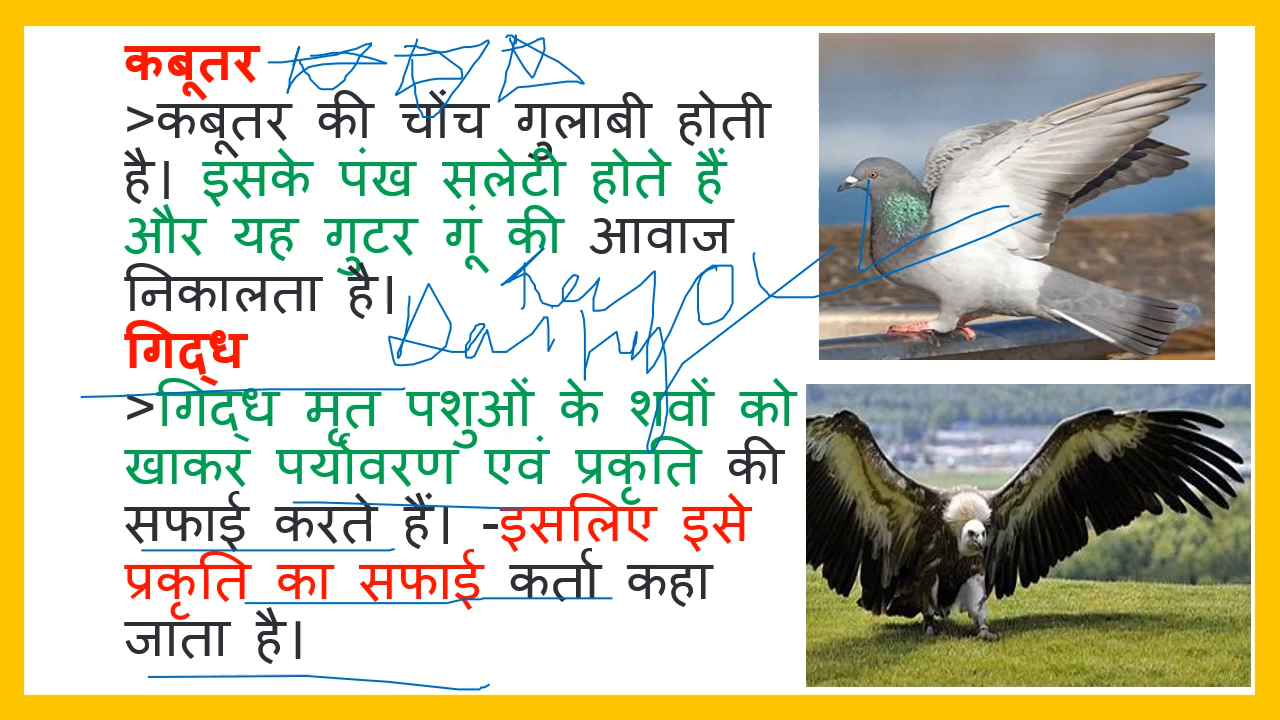 कबूतर
>कबूतर की चोंच गुलाबी होती
है। इसके पंख सलेटी होते हैं
और यह गुटर गूं की आवाज
निकालता है।
गिद्ध
>गिद्ध मृत पशुओं के शवों को
खाकर पर्यावरण एवं प्रकृति की
सफाई करते हैं। -इसलिए इसे
प्रकृति का सफाई कर्ता कहा
जाता है।